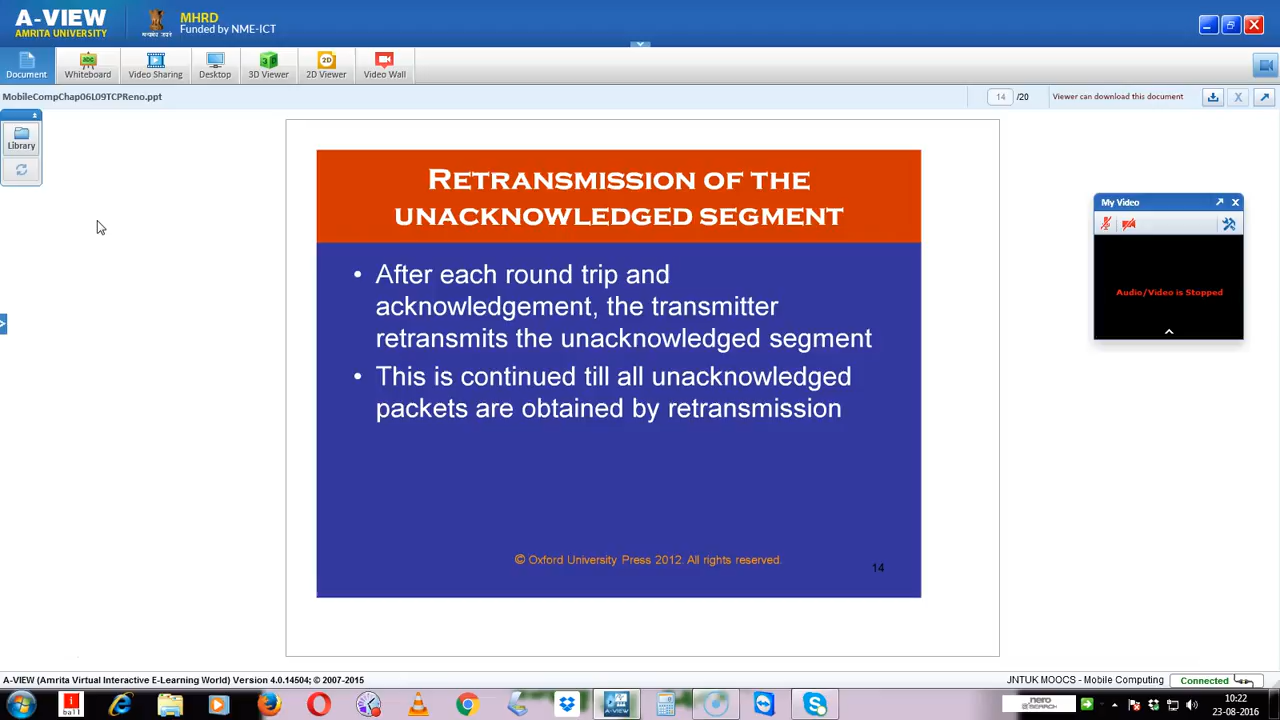 A-VIEW
AMRITA UNIVERSITY
MHRD
Funded by NME-ICT
Document
Whiteboard
Video Sharing
Desktop
3D Viewer
2D Viewer
Video Wall
MobileCompChap06L09TCPReno.ppt
14 /20
Viewer can download this document
Library
My Video
Audio/Video is Stopped
RETRANSMISSION OF THE
UNACKNOWLEDGED SEGMENT
• After each round trip and
acknowledgement, the transmitter
retransmits the unacknowledged segment
• This is continued till all unacknowledged
packets are obtained by retransmission
© Oxford University Press 2012. All rights reserved.
14
A-VIEW (Amrita Virtual Interactive E-Learning World) Version 4.0.14504; © 2007-2015
JNTUK MOOCS - Mobile Computing
Connected
nero
SEARCH
10:22
23-08-2016